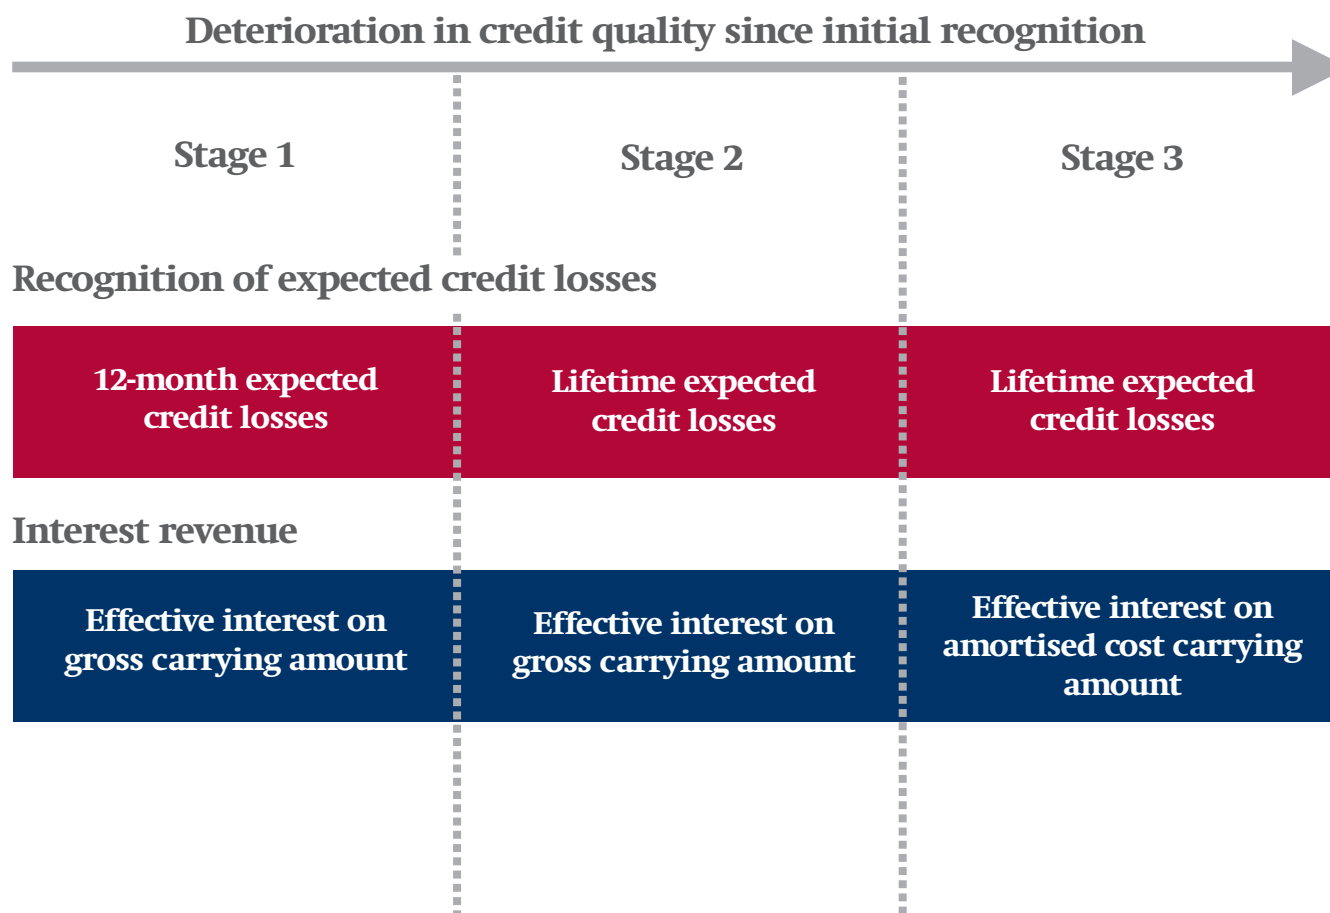 Deterioration in credit quality since initial recognition
Stage 1
Stage 2
Stage 3
Recognition of expected credit losses
12-month expected
credit losses
Lifetime expected
credit losses
Lifetime expected
credit losses
Interest revenue
Effective interest on
gross carrying amount
Effective interest on
gross carrying amount
Effective interest on
amortised cost carrying
amount